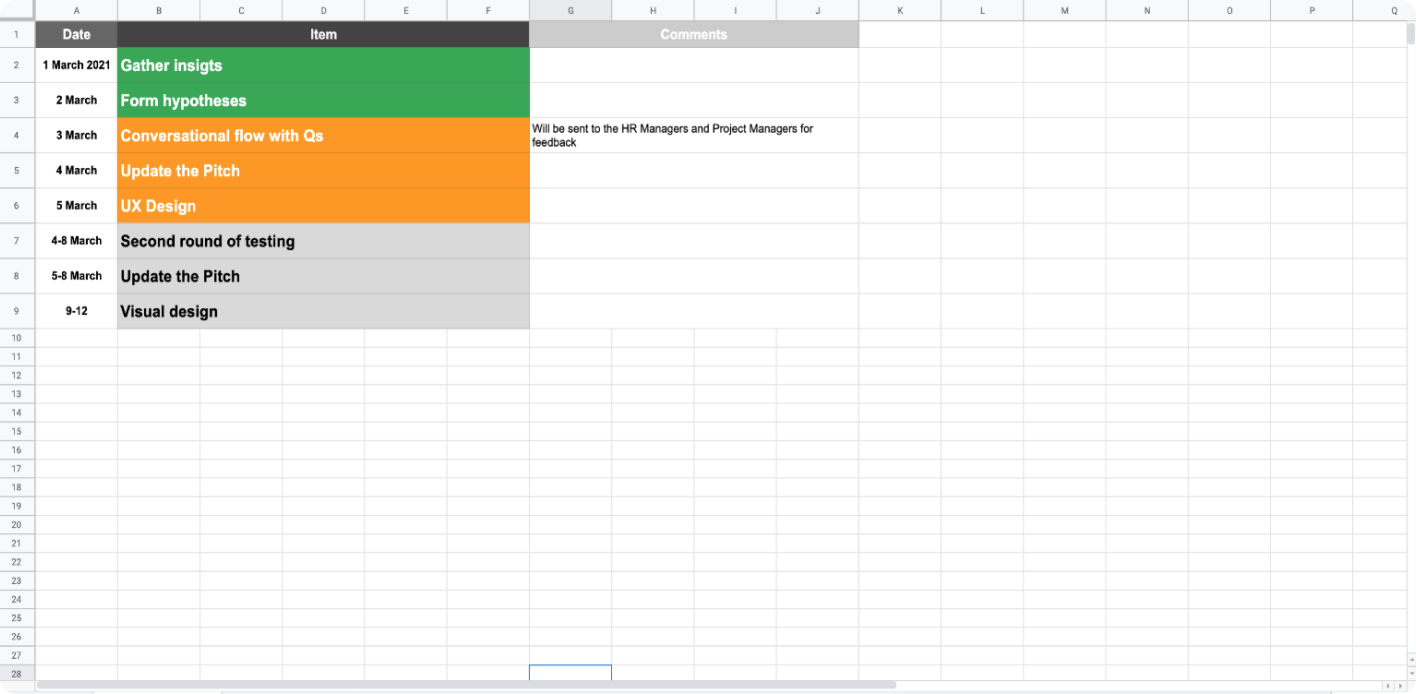 A B C D E F G H I J K L M N O P Q
1 Date Item Comments
2 1 March 2021 Gather insigts
3 2 March Form hypotheses
4 3 March Conversational flow with Qs Will be sent to the HR Managers and Project Managers for
feedback
5 4 March Update the Pitch
6 5 March UX Design
7 4-8 March Second round of testing
8 5-8 March Update the Pitch
9 9-12 Visual design
10
11
12
13
14
15
16
17
18
19
20
21
22
23
24
25
26
27
28